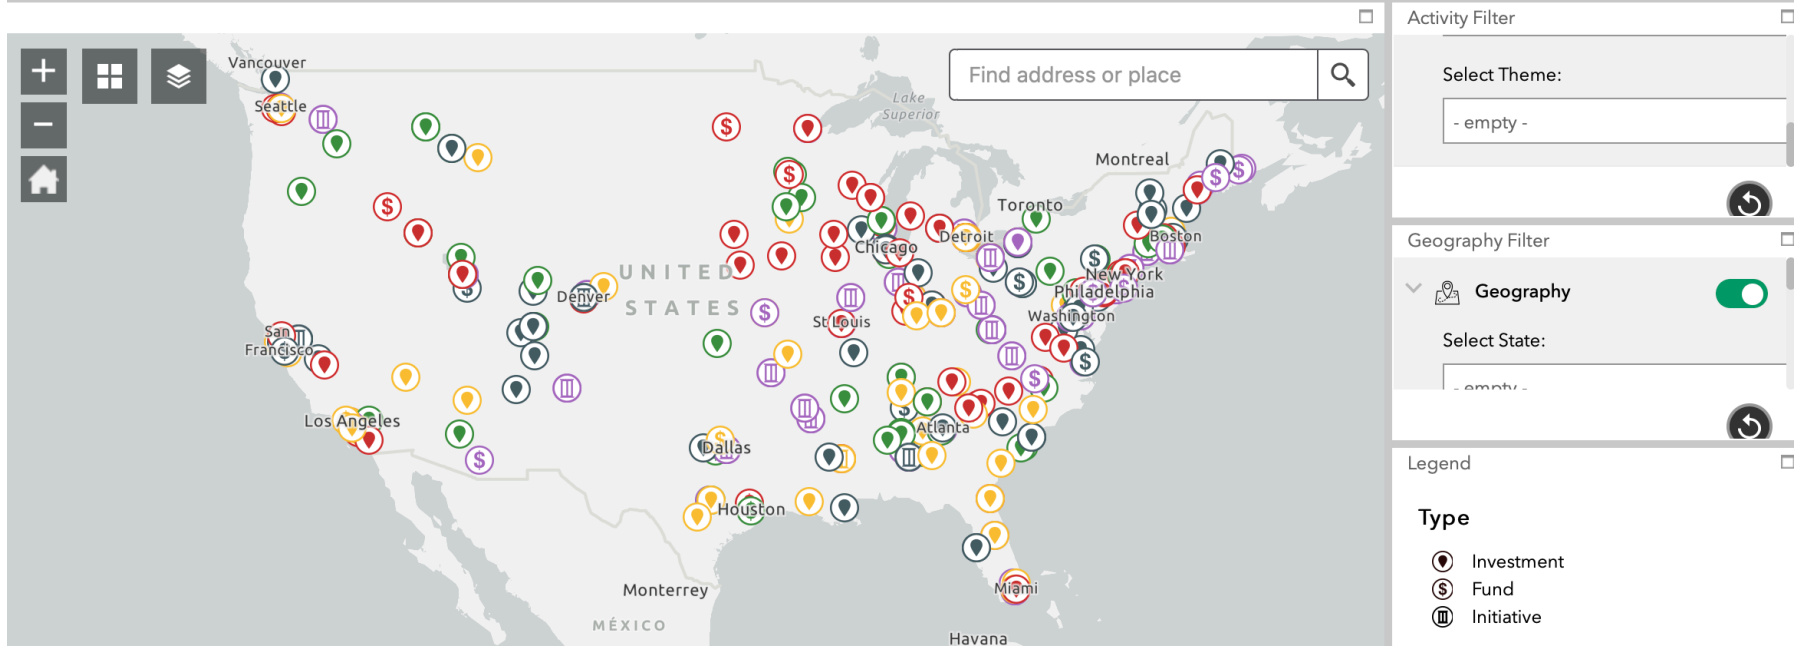 Activity Filter
Find address or place
Select Theme:
- empty -
Geography Filter
Geography
Select State:
- empty -
Legend
Type
Investment
Fund
Initiative
Vancouver
Seattle
Lake
Superior
Montreal
Toronto
Detroit
Boston
Chicago
New York
Philadelphia
Washington
UNITED
STATES
Denver
St Louis
San
Francisco
Los Angeles
Atlanta
Dallas
Houston
Miami
Monterrey
MÉXICO
Havana